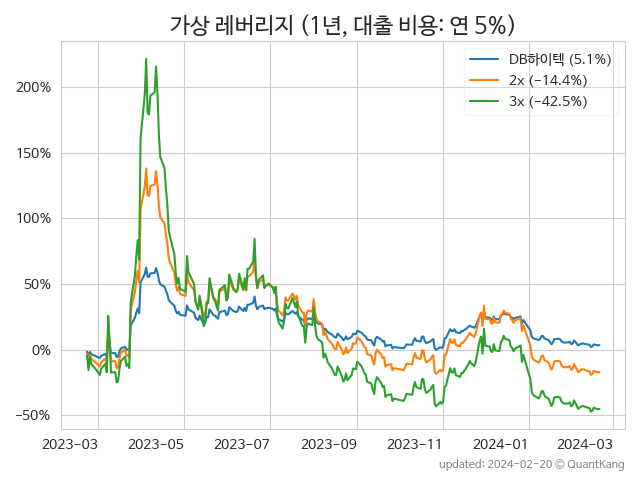 가상 레버리지 (1년, 대출 비용: 연 5%)
DB하이텍 (5.1%)
2x (−14.4%)
3x (−42.5%)
200%
150%
100%
50%
0%
−50%
2023-03 2023-05 2023-07 2023-09 2023-11 2024-01 2024-03
updated: 2024-02-20 © QuantKang